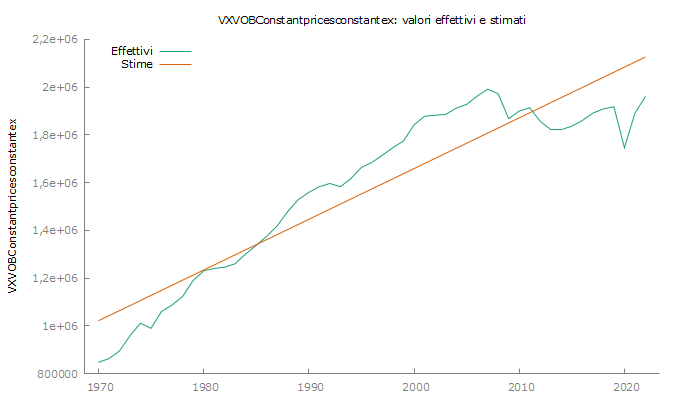 VXVOBConstantpricesconstantex: valori effettivi e stimati
2,2e+06
Effettivi
Stime
2e+06
1,8e+06
1,6e+06
1,4e+06
1,2e+06
1e+06
800000
VXVOBConstantpricesconstantex
1970 1980 1990 2000 2010 2020